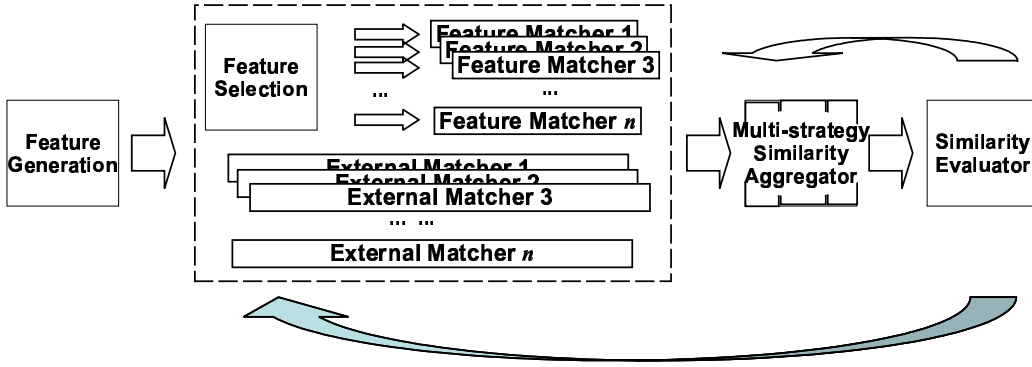 Feature
Generation
Feature
Selection
Feature Matcher 1
Feature Matcher 2
Feature Matcher 3
...
...
Feature Matcher n
External Matcher 1
External Matcher 2
External Matcher 3
... ...
External Matcher n
Multi-strategy
Similarity
Aggregator
Similarity
Evaluator